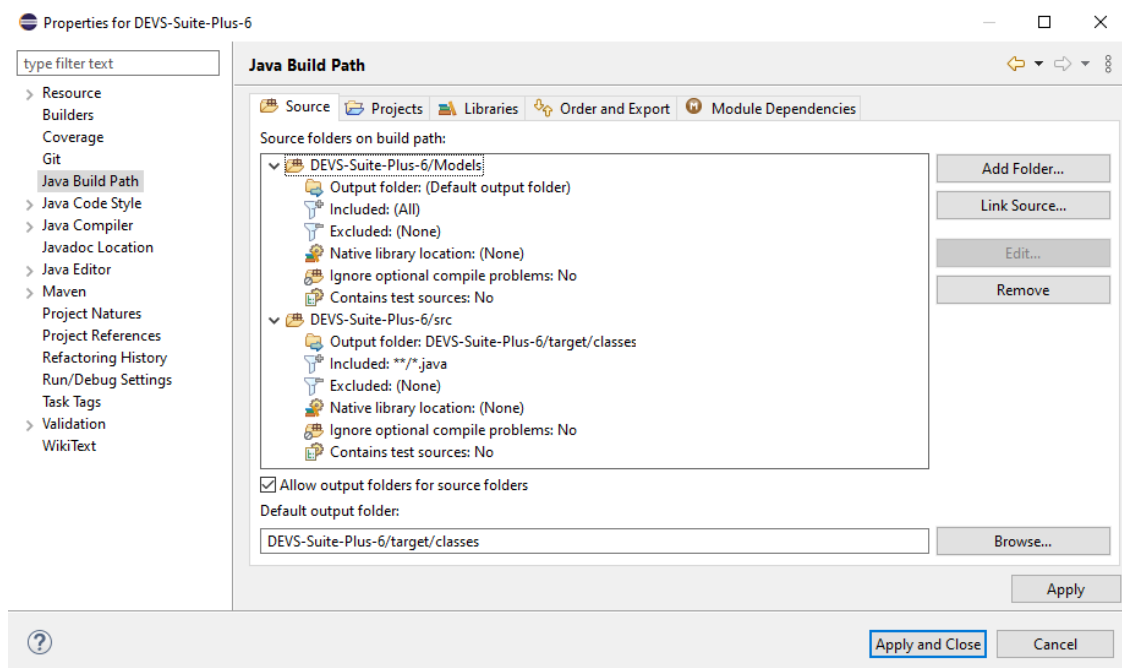 Properties for DEVS-Suite-Plus-6
type filter text
Java Build Path
Resource
Builders
Coverage
Git
Java Build Path
Java Code Style
Java Compiler
Javadoc Location
Java Editor
Maven
Project Natures
Project References
Refactoring History
Run/Debug Settings
Task Tags
Validation
WikiText
Source Projects Libraries Order and Export Module Dependencies
Source folders on build path:
DEVS-Suite-Plus-6/Models
Output folder: (Default output folder)
Included: (All)
Excluded: (None)
Native library location: (None)
Ignore optional compile problems: No
Contains test sources: No
DEVS-Suite-Plus-6/src
Output folder: DEVS-Suite-Plus-6/target/classes
Included: **/*.java
Excluded: (None)
Native library location: (None)
Ignore optional compile problems: No
Contains test sources: No
Add Folder...
Link Source...
Edit...
Remove
Allow output folders for source folders
Default output folder:
DEVS-Suite-Plus-6/target/classes
Browse...
Apply
Apply and Close
Cancel